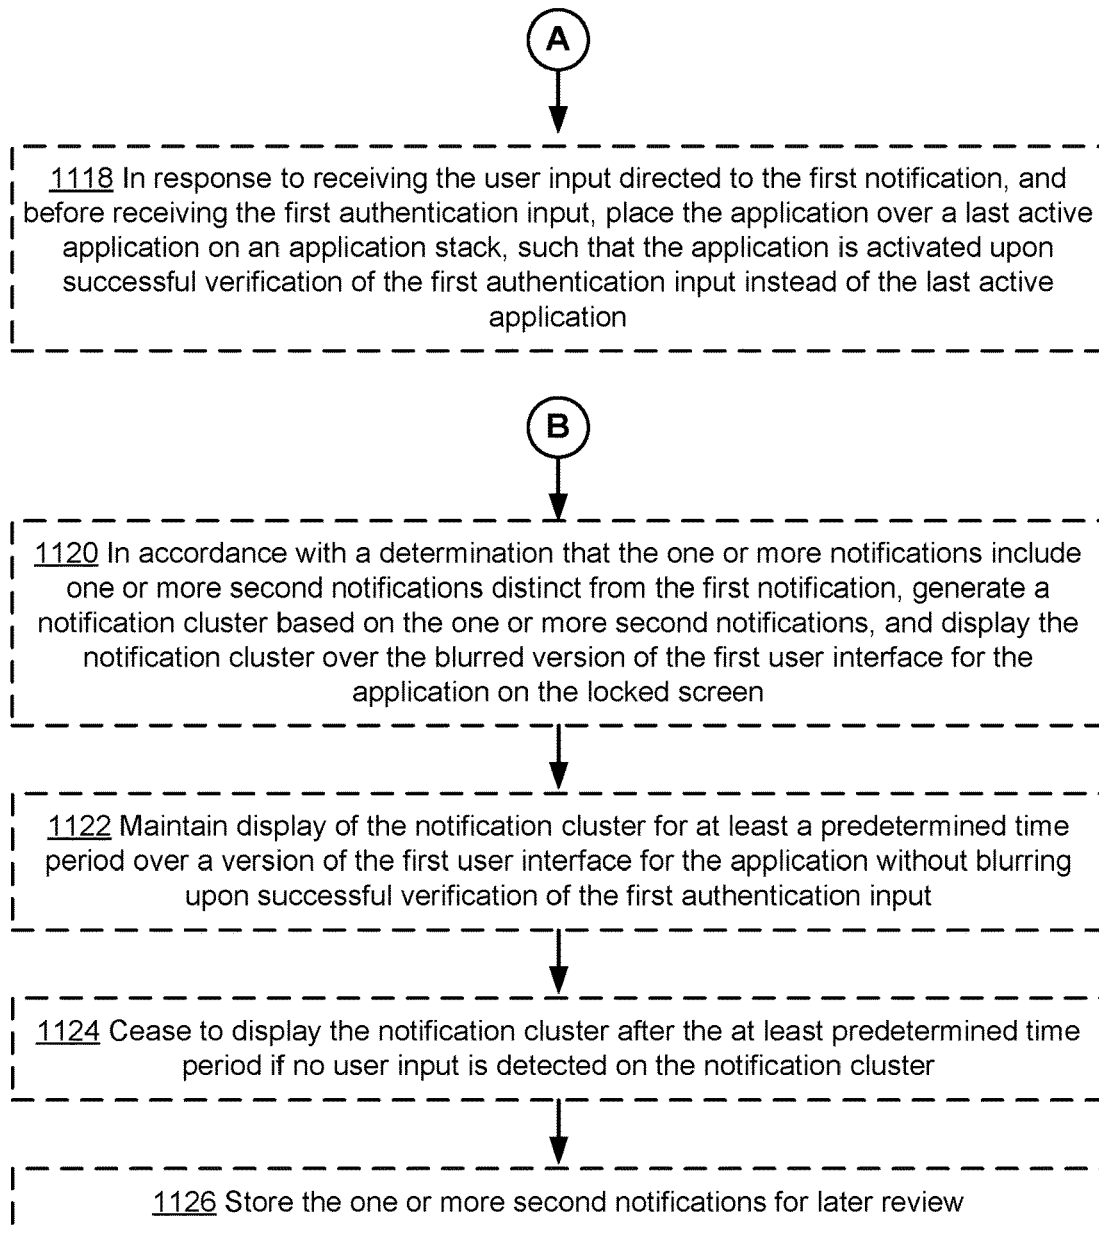 A
1118 In response to receiving the user input directed to the first notification, and
before receiving the first authentication input, place the application over a last active
application on an application stack, such that the application is activated upon
successful verification of the first authentication input instead of the last active
application
B
1120 In accordance with a determination that the one or more notifications include
one or more second notifications distinct from the first notification, generate a
notification cluster based on the one or more second notifications, and display the
notification cluster over the blurred version of the first user interface for the
application on the locked screen
1122 Maintain display of the notification cluster for at least a predetermined time
period over a version of the first user interface for the application without blurring
upon successful verification of the first authentication input
1124 Cease to display the notification cluster after the at least predetermined time
period if no user input is detected on the notification cluster
1126 Store the one or more second notifications for later review